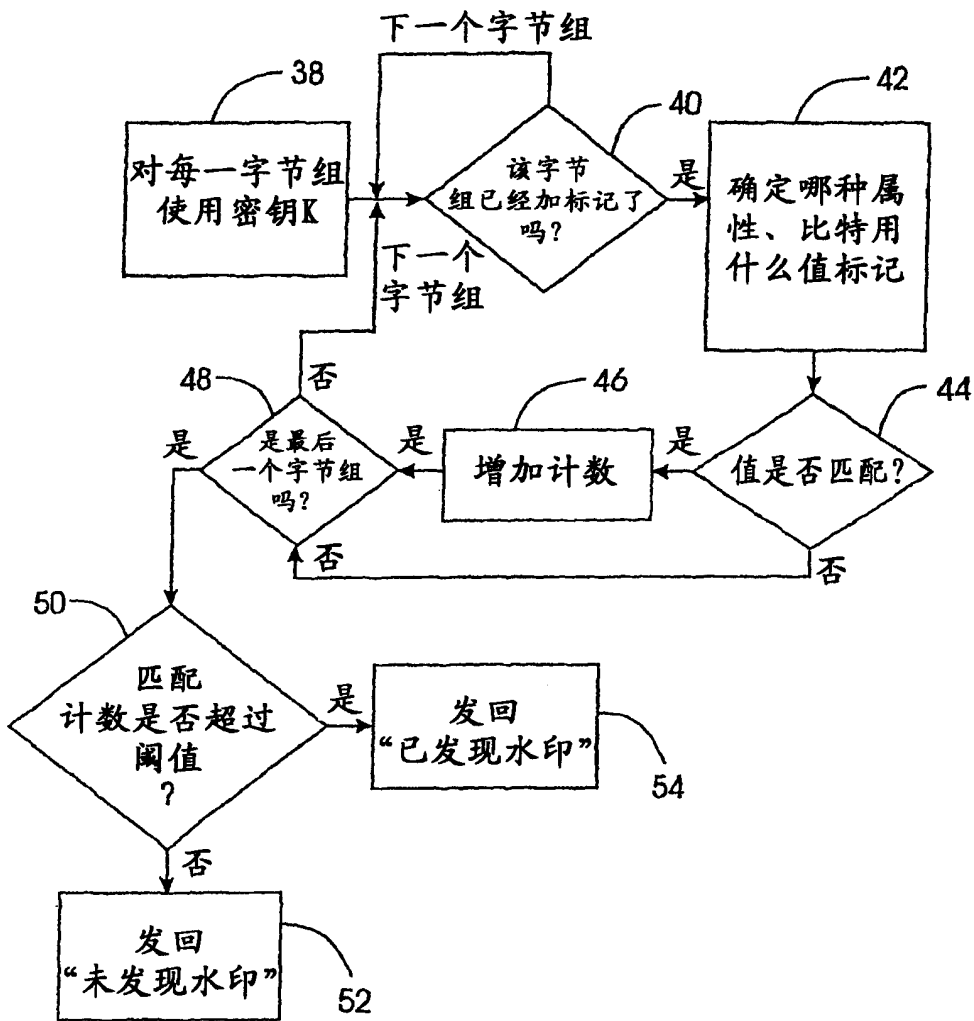 下一个字节组
38
对每一字节组
使用密钥K
40
该字节
组已经加标记了
吗?
是
42
确定哪种属
性、比特用
什么值标记
下一个
字节组
否
48
是
是最后
一个字节组
吗?
是
46
增加计数
是
44
值是否匹配?
否
否
50
匹配
计数是否超过
阈值
?
是
发回
“已发现水印”
54
否
发回
“未发现水印”
52